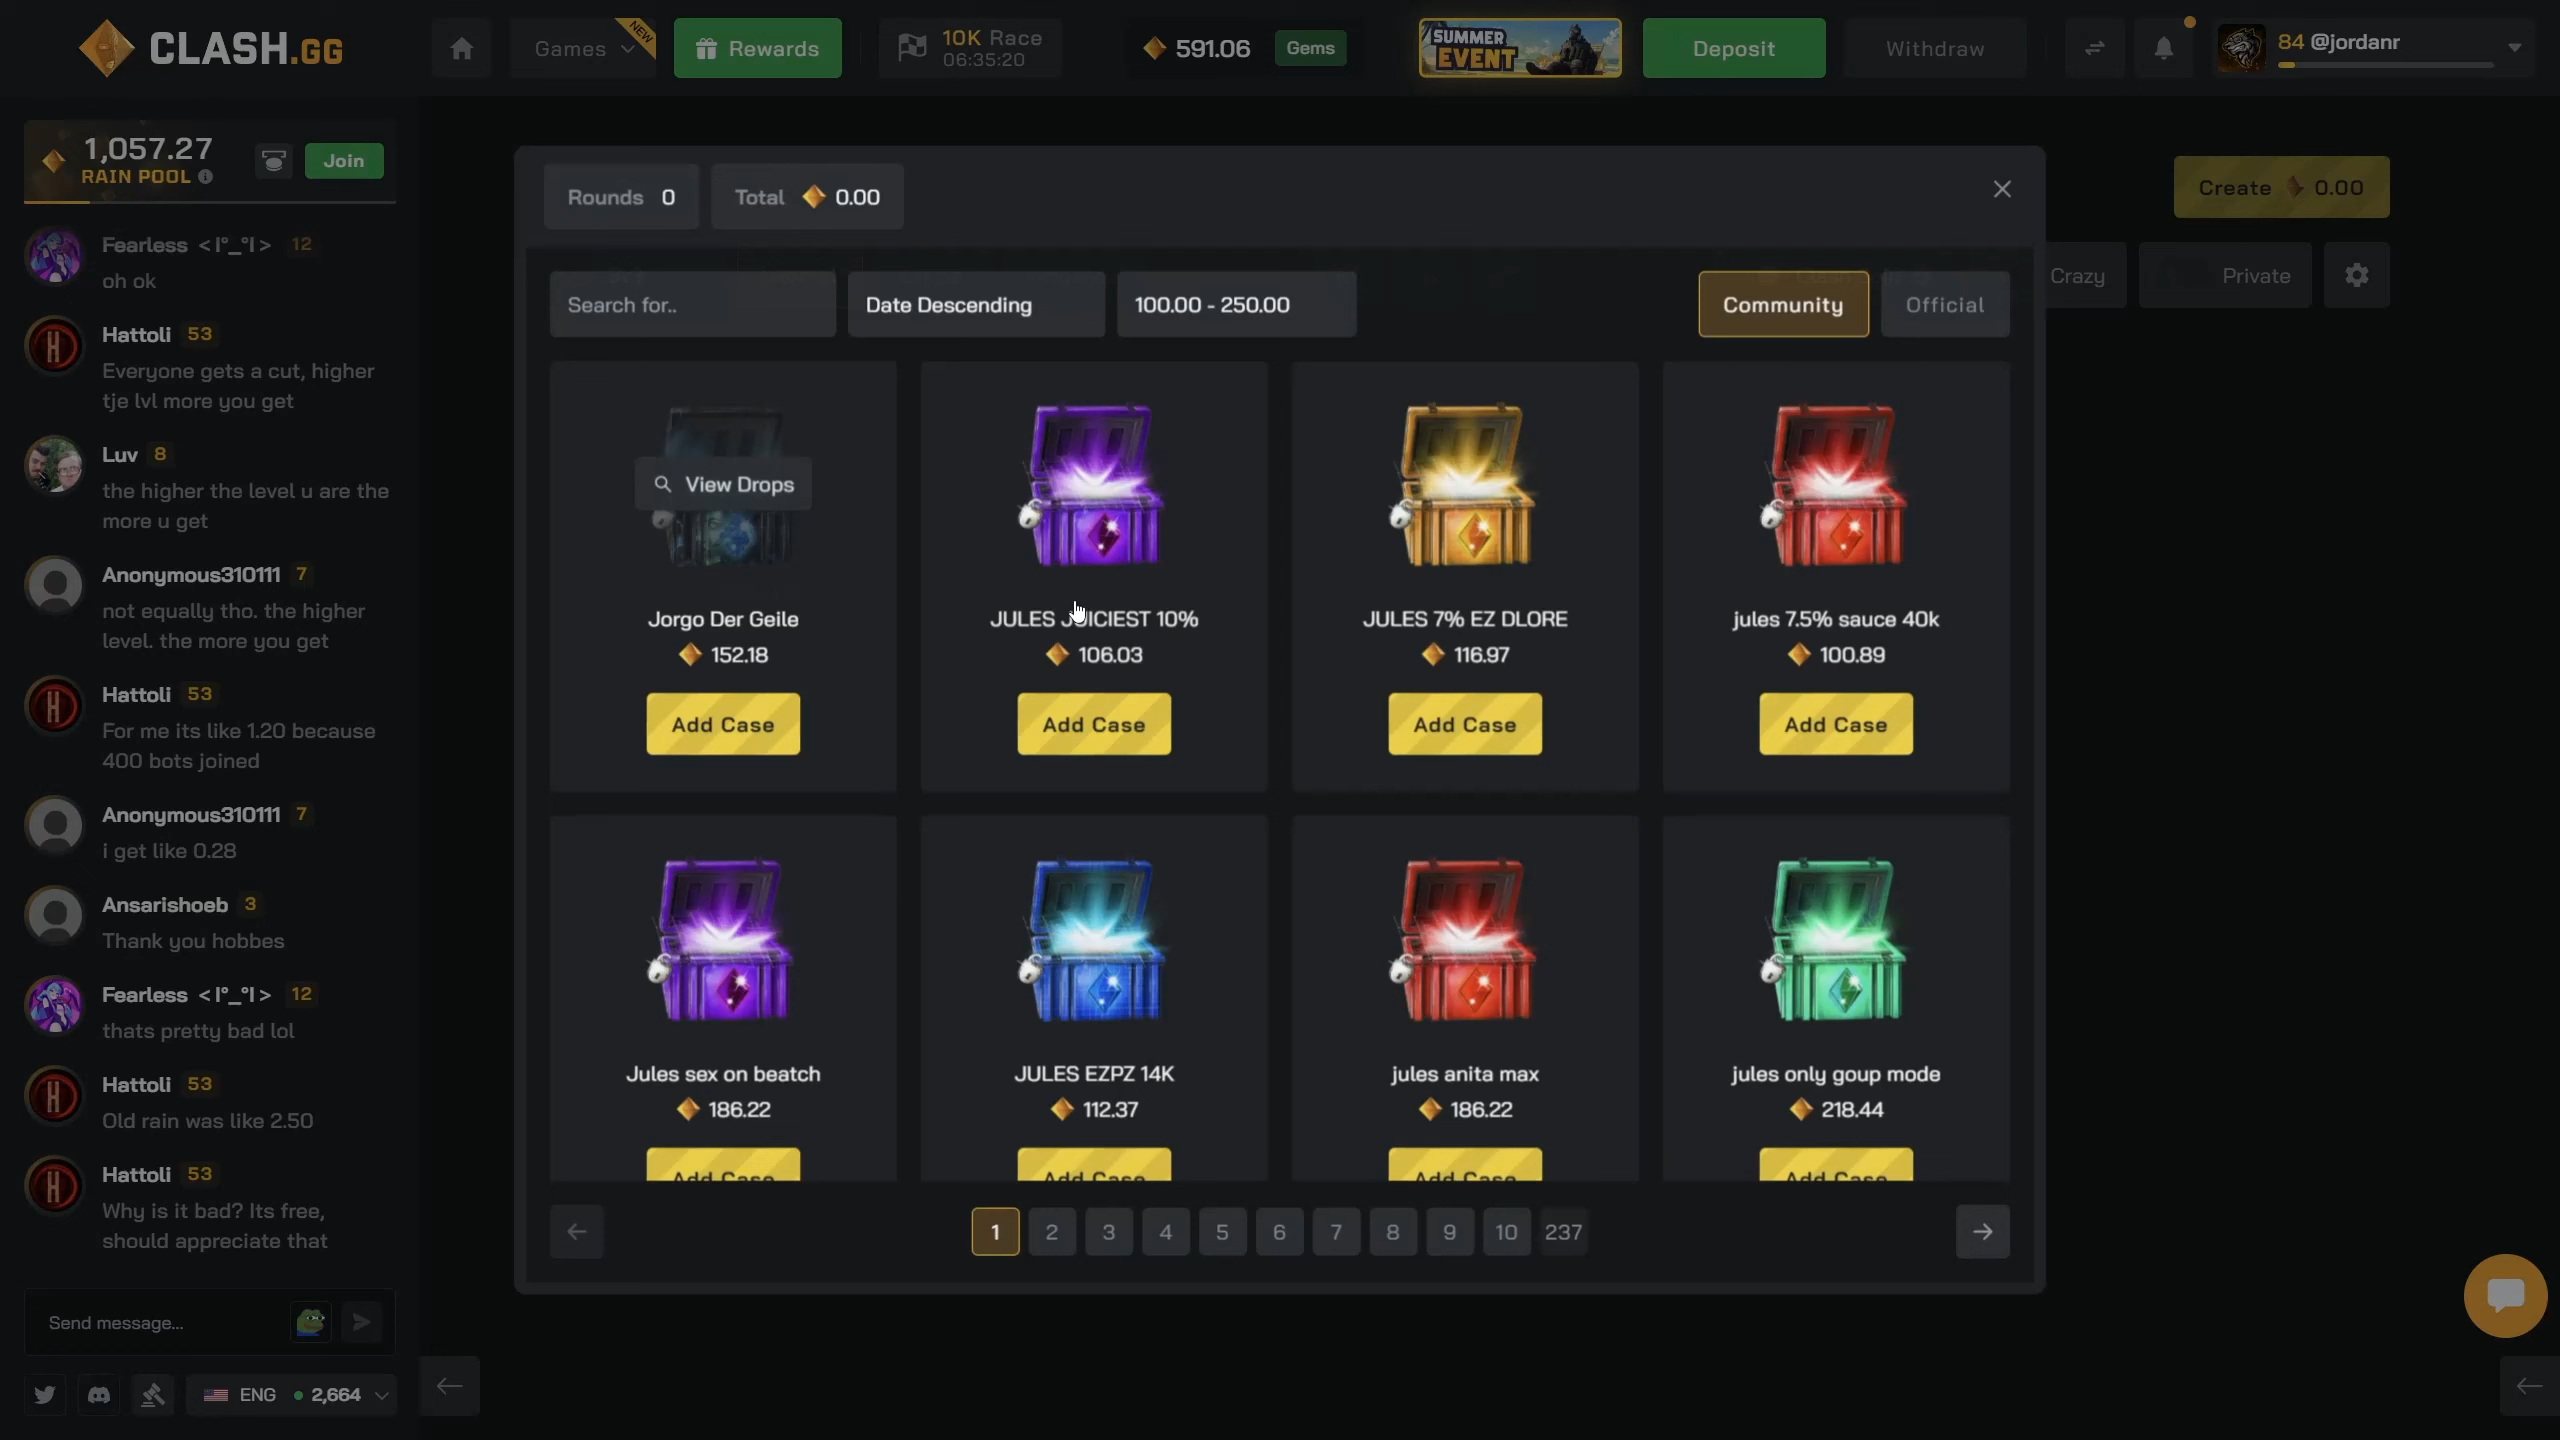 CLASH.GG
Games
NEW
Rewards
10K Race
06:35:20
591.06
Gems
SUMMER
EVENT
Deposit
Withdraw
84 @jordanr
1,057.27
RAIN POOL
Join
Fearless <|°_°|> 12
oh ok
Hattoli 53
Everyone gets a cut, higher
tje lvl more you get
Luv 8
the higher the level u are the
more u get
Anonymous310111 7
not equally tho. the higher
level. the more you get
Hattoli 53
For me its like 1.20 because
400 bots joined
Anonymous310111 7
i get like 0.28
Ansarishoeb 3
Thank you hobbes
Fearless <|°_°|> 12
thats pretty bad lol
Hattoli 53
Old rain was like 2.50
Hattoli 53
Why is it bad? Its free,
should appreciate that
Send message...
ENG 2,664
Rounds 0
Total 0.00
Create 0.00
Crazy
Private
Search for..
Date Descending
100.00 - 250.00
Community
Official
View Drops
Jorgo Der Geile
152.18
Add Case
JULES JUICIEST 10%
106.03
Add Case
JULES 7% EZ DLORE
116.97
Add Case
jules 7.5% sauce 40k
100.89
Add Case
Jules sex on beatch
186.22
Add Case
JULES EZPZ 14K
112.37
Add Case
jules anita max
186.22
Add Case
jules only goup mode
218.44
Add Case
1 2 3 4 5 6 7 8 9 10 237